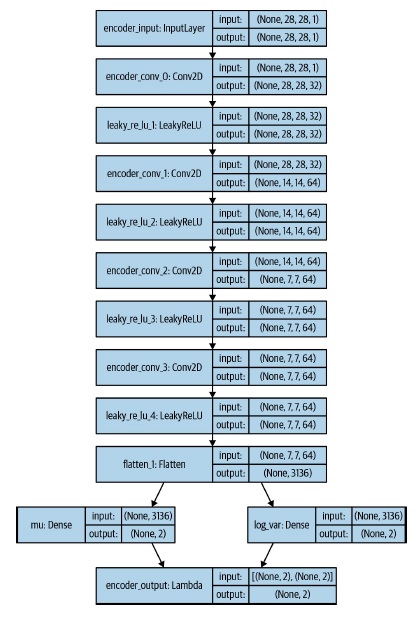 encoder_input: InputLayer input: (None, 28, 28, 1)
output: (None, 28, 28, 1)
encoder_conv_0: Conv2D input: (None, 28, 28, 1)
output: (None, 28, 28, 32)
leaky_re_lu_1: LeakyReLU input: (None, 28, 28, 32)
output: (None, 28, 28, 32)
encoder_conv_1: Conv2D input: (None, 28, 28, 32)
output: (None, 14, 14, 64)
leaky_re_lu_2: LeakyReLU input: (None, 14, 14, 64)
output: (None, 14, 14, 64)
encoder_conv_2: Conv2D input: (None, 14, 14, 64)
output: (None, 7, 7, 64)
leaky_re_lu_3: LeakyReLU input: (None, 7, 7, 64)
output: (None, 7, 7, 64)
encoder_conv_3: Conv2D input: (None, 7, 7, 64)
output: (None, 7, 7, 64)
leaky_re_lu_4: LeakyReLU input: (None, 7, 7, 64)
output: (None, 7, 7, 64)
flatten_1: Flatten input: (None, 7, 7, 64)
output: (None, 3136)
mu: Dense input: (None, 3136)
output: (None, 2)
log_var: Dense input: (None, 3136)
output: (None, 2)
encoder_output: Lambda input: [(None, 2), (None, 2)]
output: (None, 2)